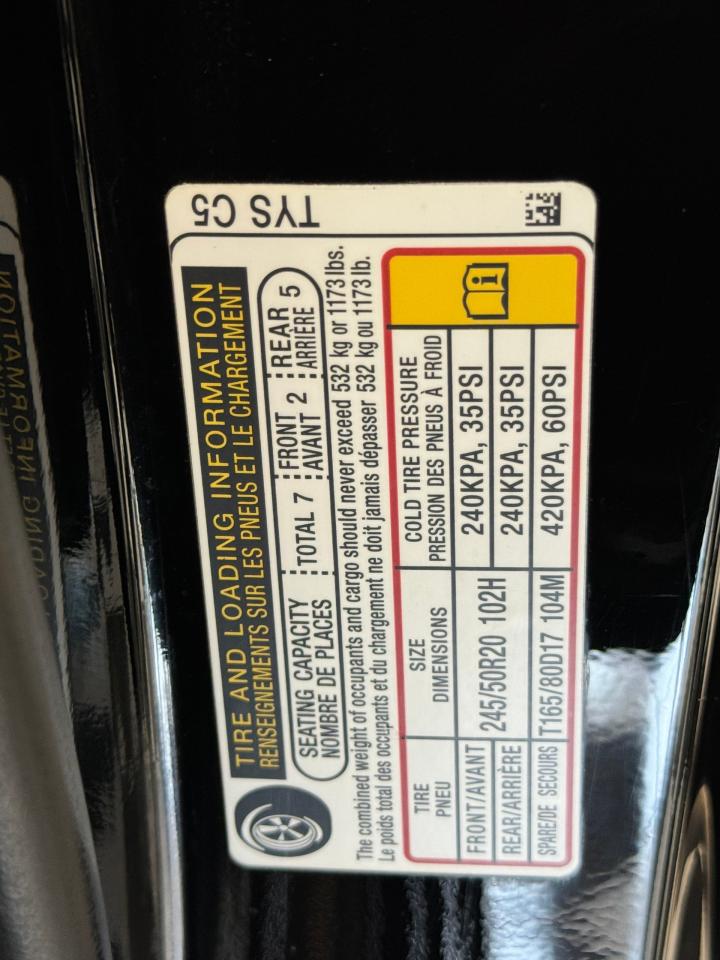 TYS C5
TIRE AND LOADING INFORMATION
RENSEIGNEMENTS SUR LES PNEUS ET LE CHARGEMENT
SEATING CAPACITY TOTAL 7 FRONT 2 REAR 5
NOMBRE DE PLACES AVANT ARRIÈRE
The combined weight of occupants and cargo should never exceed 532 kg or 1173 lbs.
Le poids total des occupants et du chargement ne doit jamais dépasser 532 kg ou 1173 lb.
TIRE SIZE COLD TIRE PRESSURE
PNEU DIMENSIONS PRESSION DES PNEUS À FROID
FRONT/AVANT 245/50R20 102H 240KPA, 35PSI
REAR/ARRIÈRE 240KPA, 35PSI
SPARE/DE SECOURS T165/80D17 104M 420KPA, 60PSI